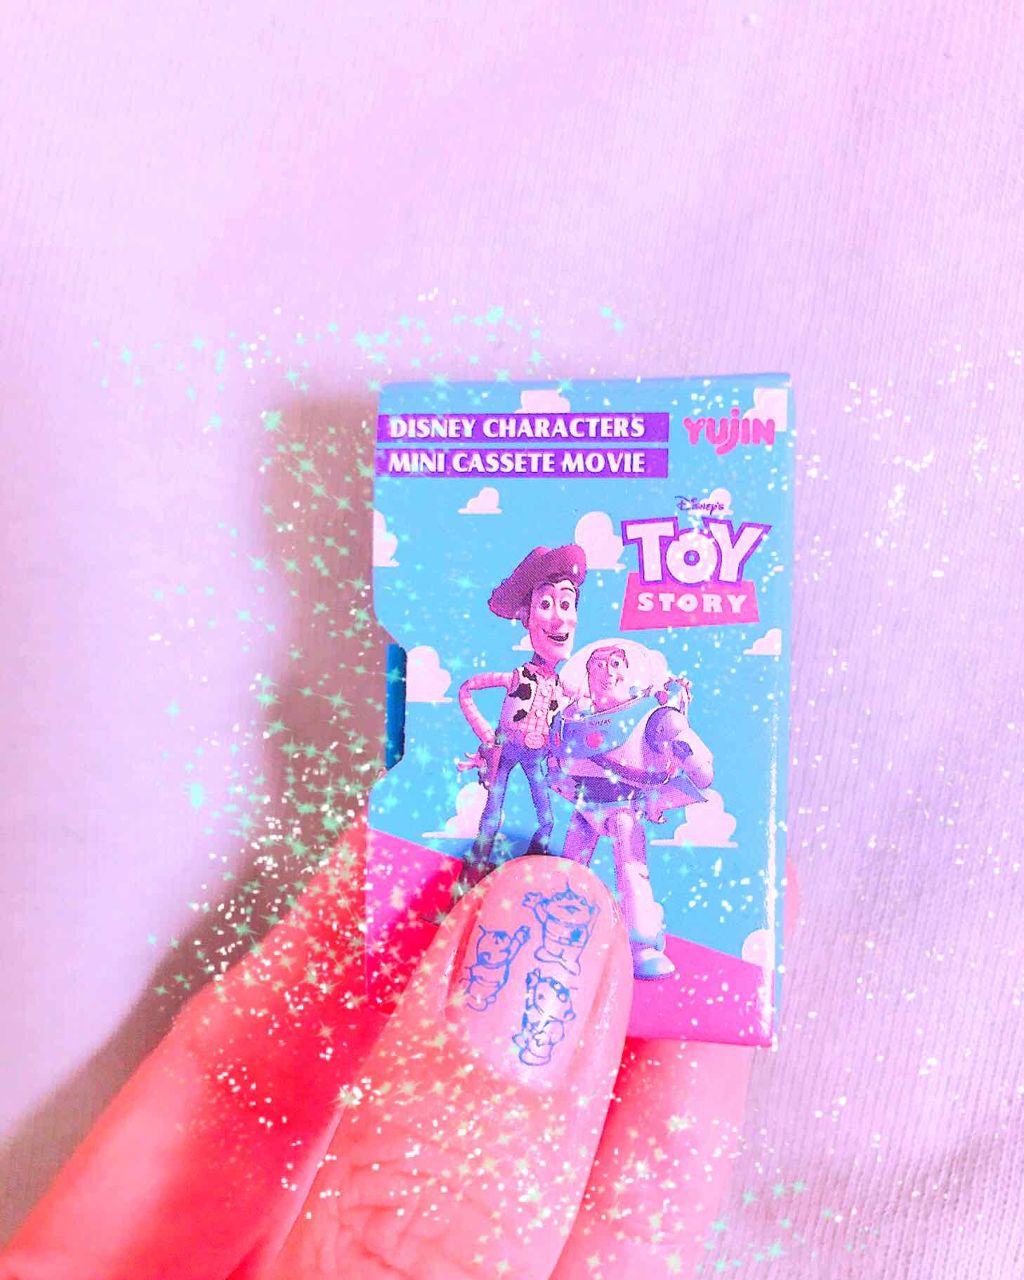 DISNEY CHARACTERS
YUJIN
MINI CASSETE MOVIE
DISNEY'S
TOY
STORY